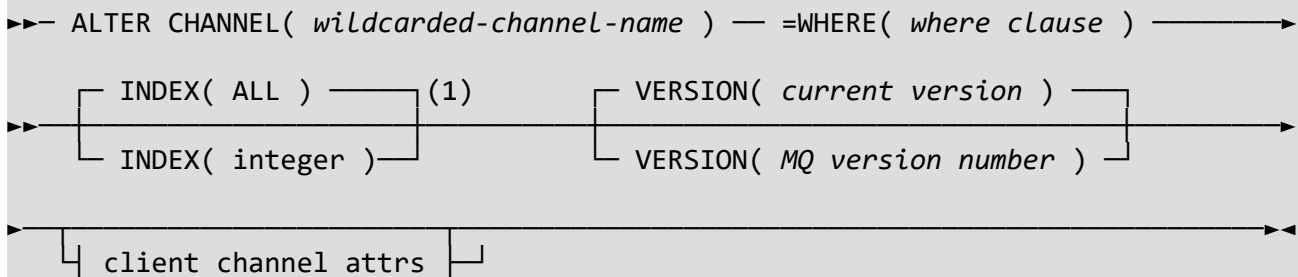 ►►─ ALTER CHANNEL( wildcarded-channel-name ) ── =WHERE( where clause ) ────────►
INDEX( ALL ) (1) VERSION( current version )
INDEX( integer ) VERSION( MQ version number )
client channel attrs